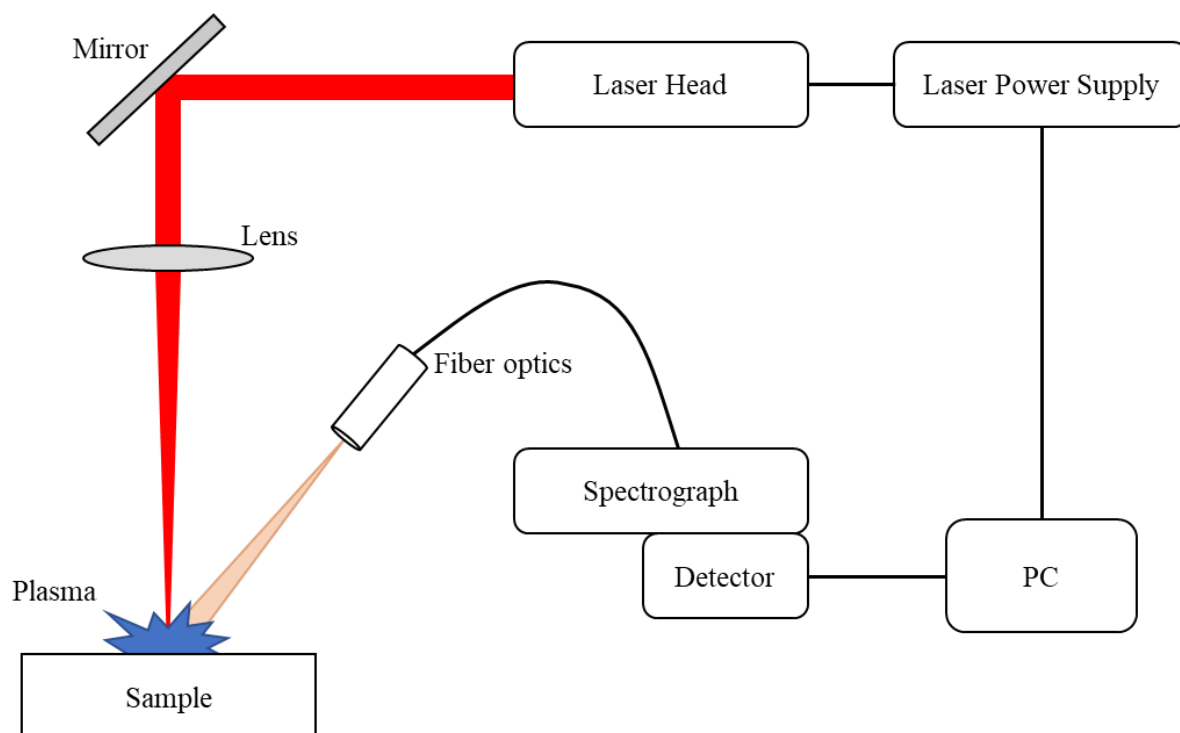 Mirror
Laser Head
Laser Power Supply
Lens
Fiber optics
Spectrograph
Detector
PC
Plasma
Sample